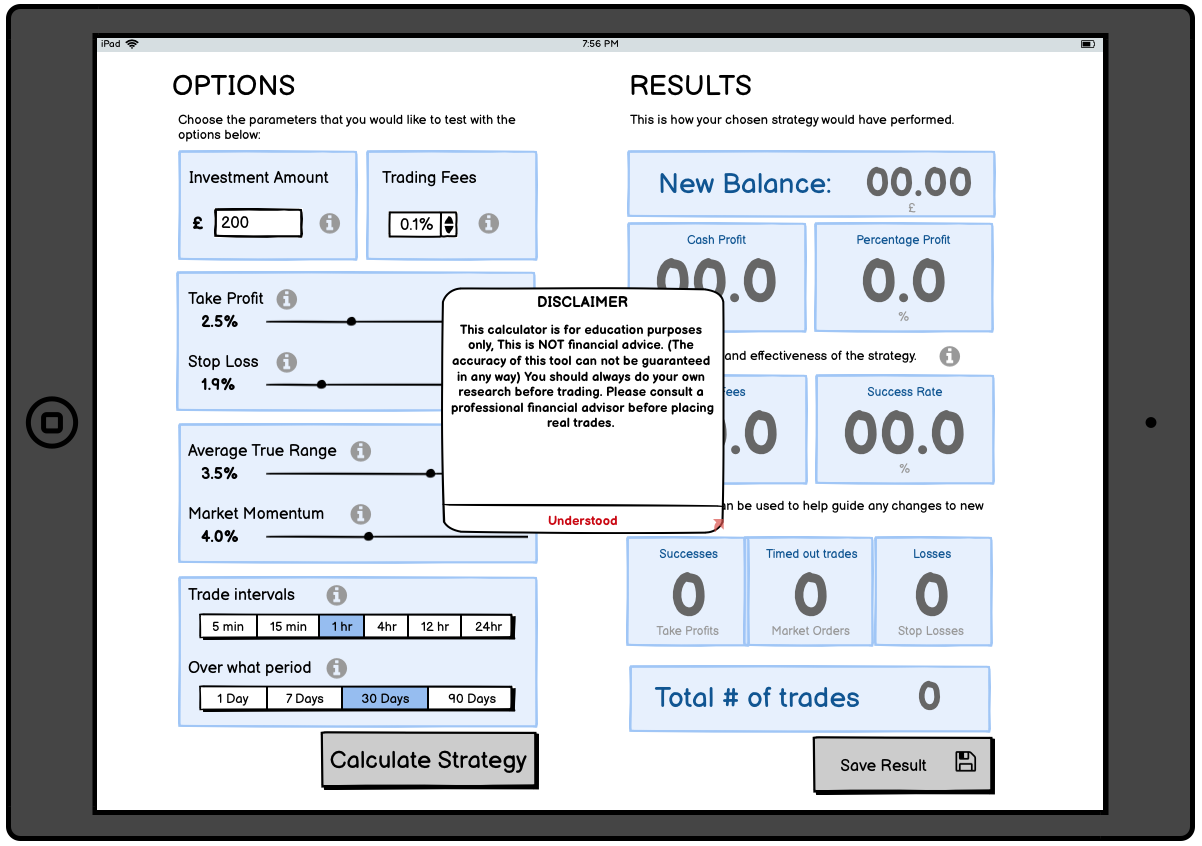 iPad
7:56 PM
OPTIONS
Choose the parameters that you would like to test with the
options below:
Investment Amount
£ 200
Trading Fees
0.1%
Take Profit
2.5%
Stop Loss
1.9%
Average True Range
3.5%
Market Momentum
4.0%
Trade intervals
5 min 15 min 1 hr 4hr 12 hr 24hr
Over what period
1 Day 7 Days 30 Days 90 Days
Calculate Strategy
DISCLAIMER
This calculator is for education purposes
only, This is NOT financial advice. (The
accuracy of this tool can not be guaranteed
in any way) You should always do your own
research before trading. Please consult a
professional financial advisor before placing
real trades.
Understood
RESULTS
This is how your chosen strategy would have performed.
New Balance: 00.00
£
Cash Profit
00.0
Percentage Profit
0.0
%
and effectiveness of the strategy.
Fees
.0
Success Rate
00.0
%
be used to help guide any changes to new
Successes
0
Take Profits
Timed out trades
0
Market Orders
Losses
0
Stop Losses
Total # of trades 0
Save Result